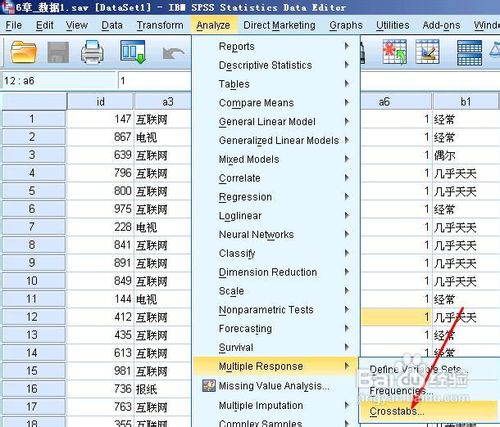 6章_数据1.sav [DataSet1] - IBM SPSS Statistics Data Editor
File Edit View Data Transform Analyze Direct Marketing Graphs Utilities Add-ons Window
12 : a6 1
id a3 a6 b1
1 147 互联网 1 经常
2 867 电视 1 经常
3 639 互联网 1 偶尔
4 796 互联网 1 几乎天天
5 800 互联网 1 几乎天天
6 975 互联网 1 经常
7 228 电视 1 几乎天天
8 841 互联网 1 几乎天天
9 891 互联网 1 几乎天天
10 849 互联网 1 几乎天天
11 144 电视 1 经常
12 412 互联网 1 几乎天天
13 435 互联网 1 经常
14 613 互联网 1 经常
15 981 互联网
16 736 报纸
17 763 互联网
18 355 互联网
Reports
Descriptive Statistics
Tables
Compare Means
General Linear Model
Generalized Linear Models
Mixed Models
Correlate
Regression
Loglinear
Neural Networks
Classify
Dimension Reduction
Scale
Nonparametric Tests
Forecasting
Survival
Multiple Response
Missing Value Analysis...
Multiple Imputation
Complex Samples
Define Variable Sets...
Frequencies...
Crosstabs...
Baidu经验
jingyan.baidu.com